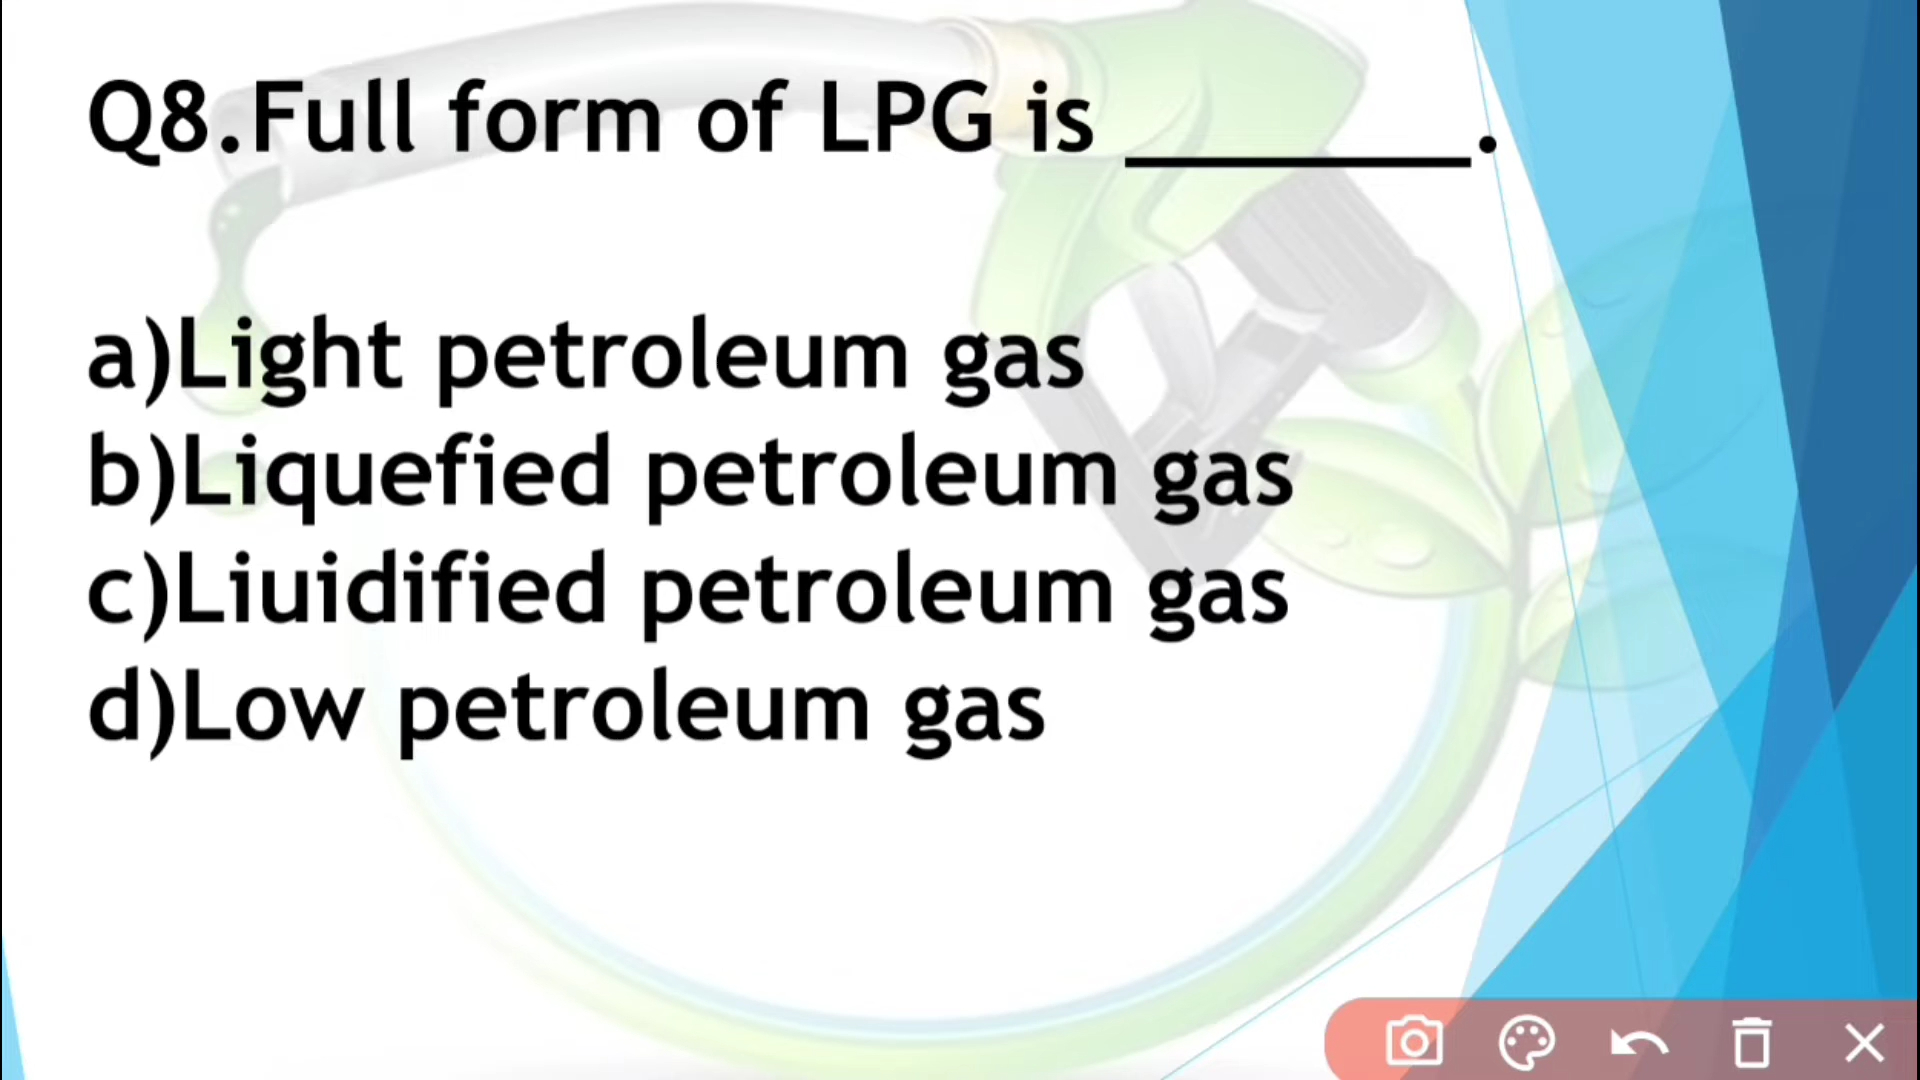 Q8.Full form of LPG is ________.
a)Light petroleum gas
b)Liquefied petroleum gas
c)Liuidified petroleum gas
d)Low petroleum gas